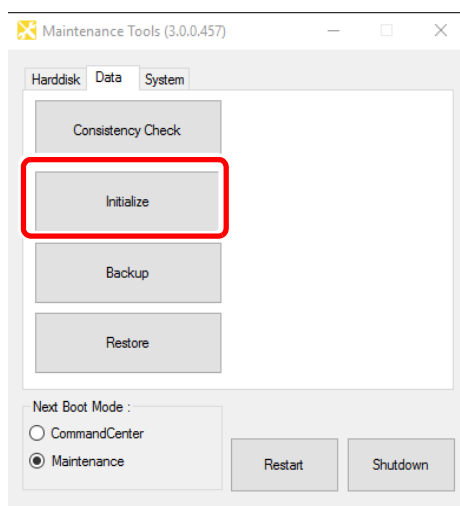 Maintenance Tools (3.0.0.457)
Harddisk Data System
Consistency Check
Initialize
Backup
Restore
Next Boot Mode :
CommandCenter
Maintenance
Restart
Shutdown